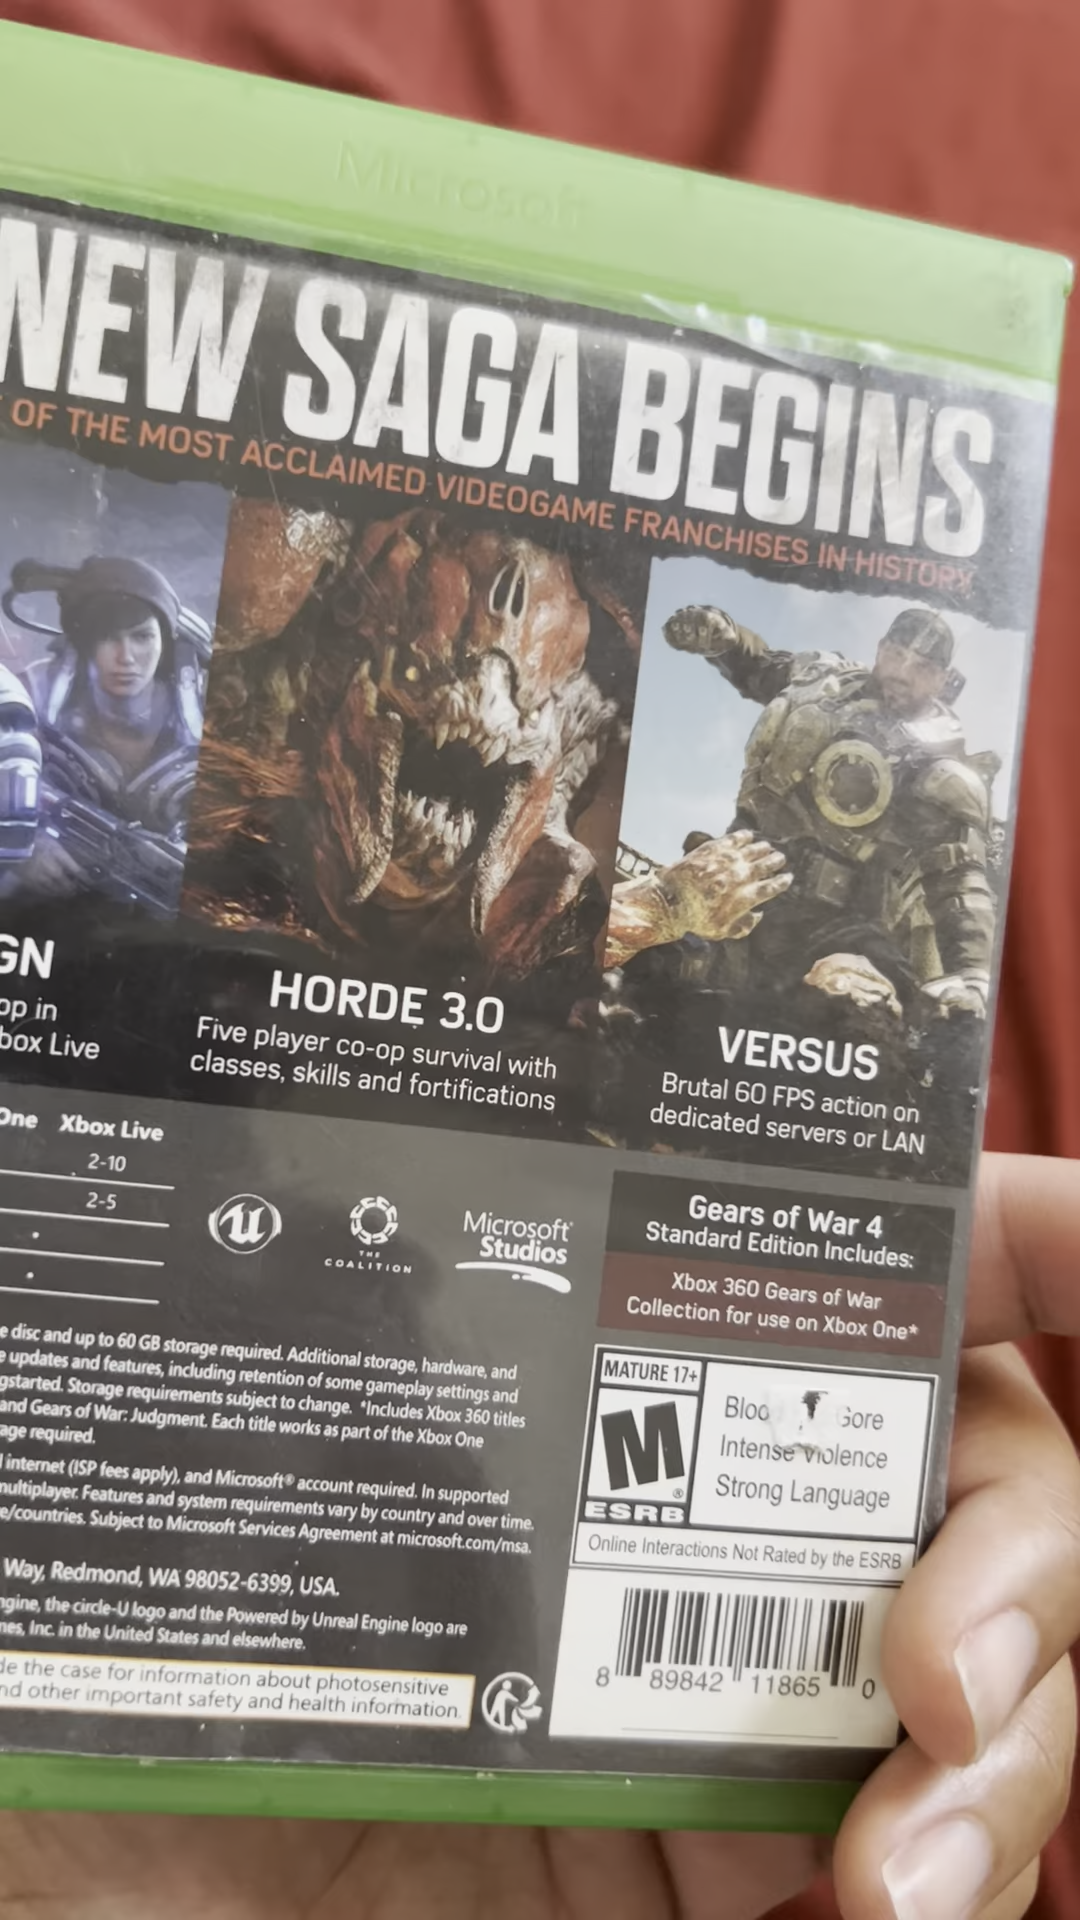 Microsoft
NEW SAGA BEGINS
OF THE MOST ACCLAIMED VIDEOGAME FRANCHISES IN HISTORY
GN
op in
box Live
HORDE 3.0
Five player co-op survival with
classes, skills and fortifications
VERSUS
Brutal 60 FPS action on
dedicated servers or LAN
One Xbox Live
2-10
2-5
U
THE
COALITION
Microsoft
Studios
Gears of War 4
Standard Edition Includes:
Xbox 360 Gears of War
Collection for use on Xbox One*
e disc and up to 60 GB storage required. Additional storage, hardware, and
e updates and features, including retention of some gameplay settings and
gstarted. Storage requirements subject to change. *Includes Xbox 360 titles
and Gears of War: Judgment. Each title works as part of the Xbox One
age required.
l internet (ISP fees apply), and Microsoft® account required. In supported
multiplayer. Features and system requirements vary by country and over time.
e/countries. Subject to Microsoft Services Agreement at microsoft.com/msa.
Way, Redmond, WA 98052-6399, USA.
ngine, the circle-U logo and the Powered by Unreal Engine logo are
mes, Inc. in the United States and elsewhere.
de the case for information about photosensitive
nd other important safety and health information.
MATURE 17+
M
®
ESRB
Bloo Gore
Intense Violence
Strong Language
Online Interactions Not Rated by the ESRB
8 89842 11865 0